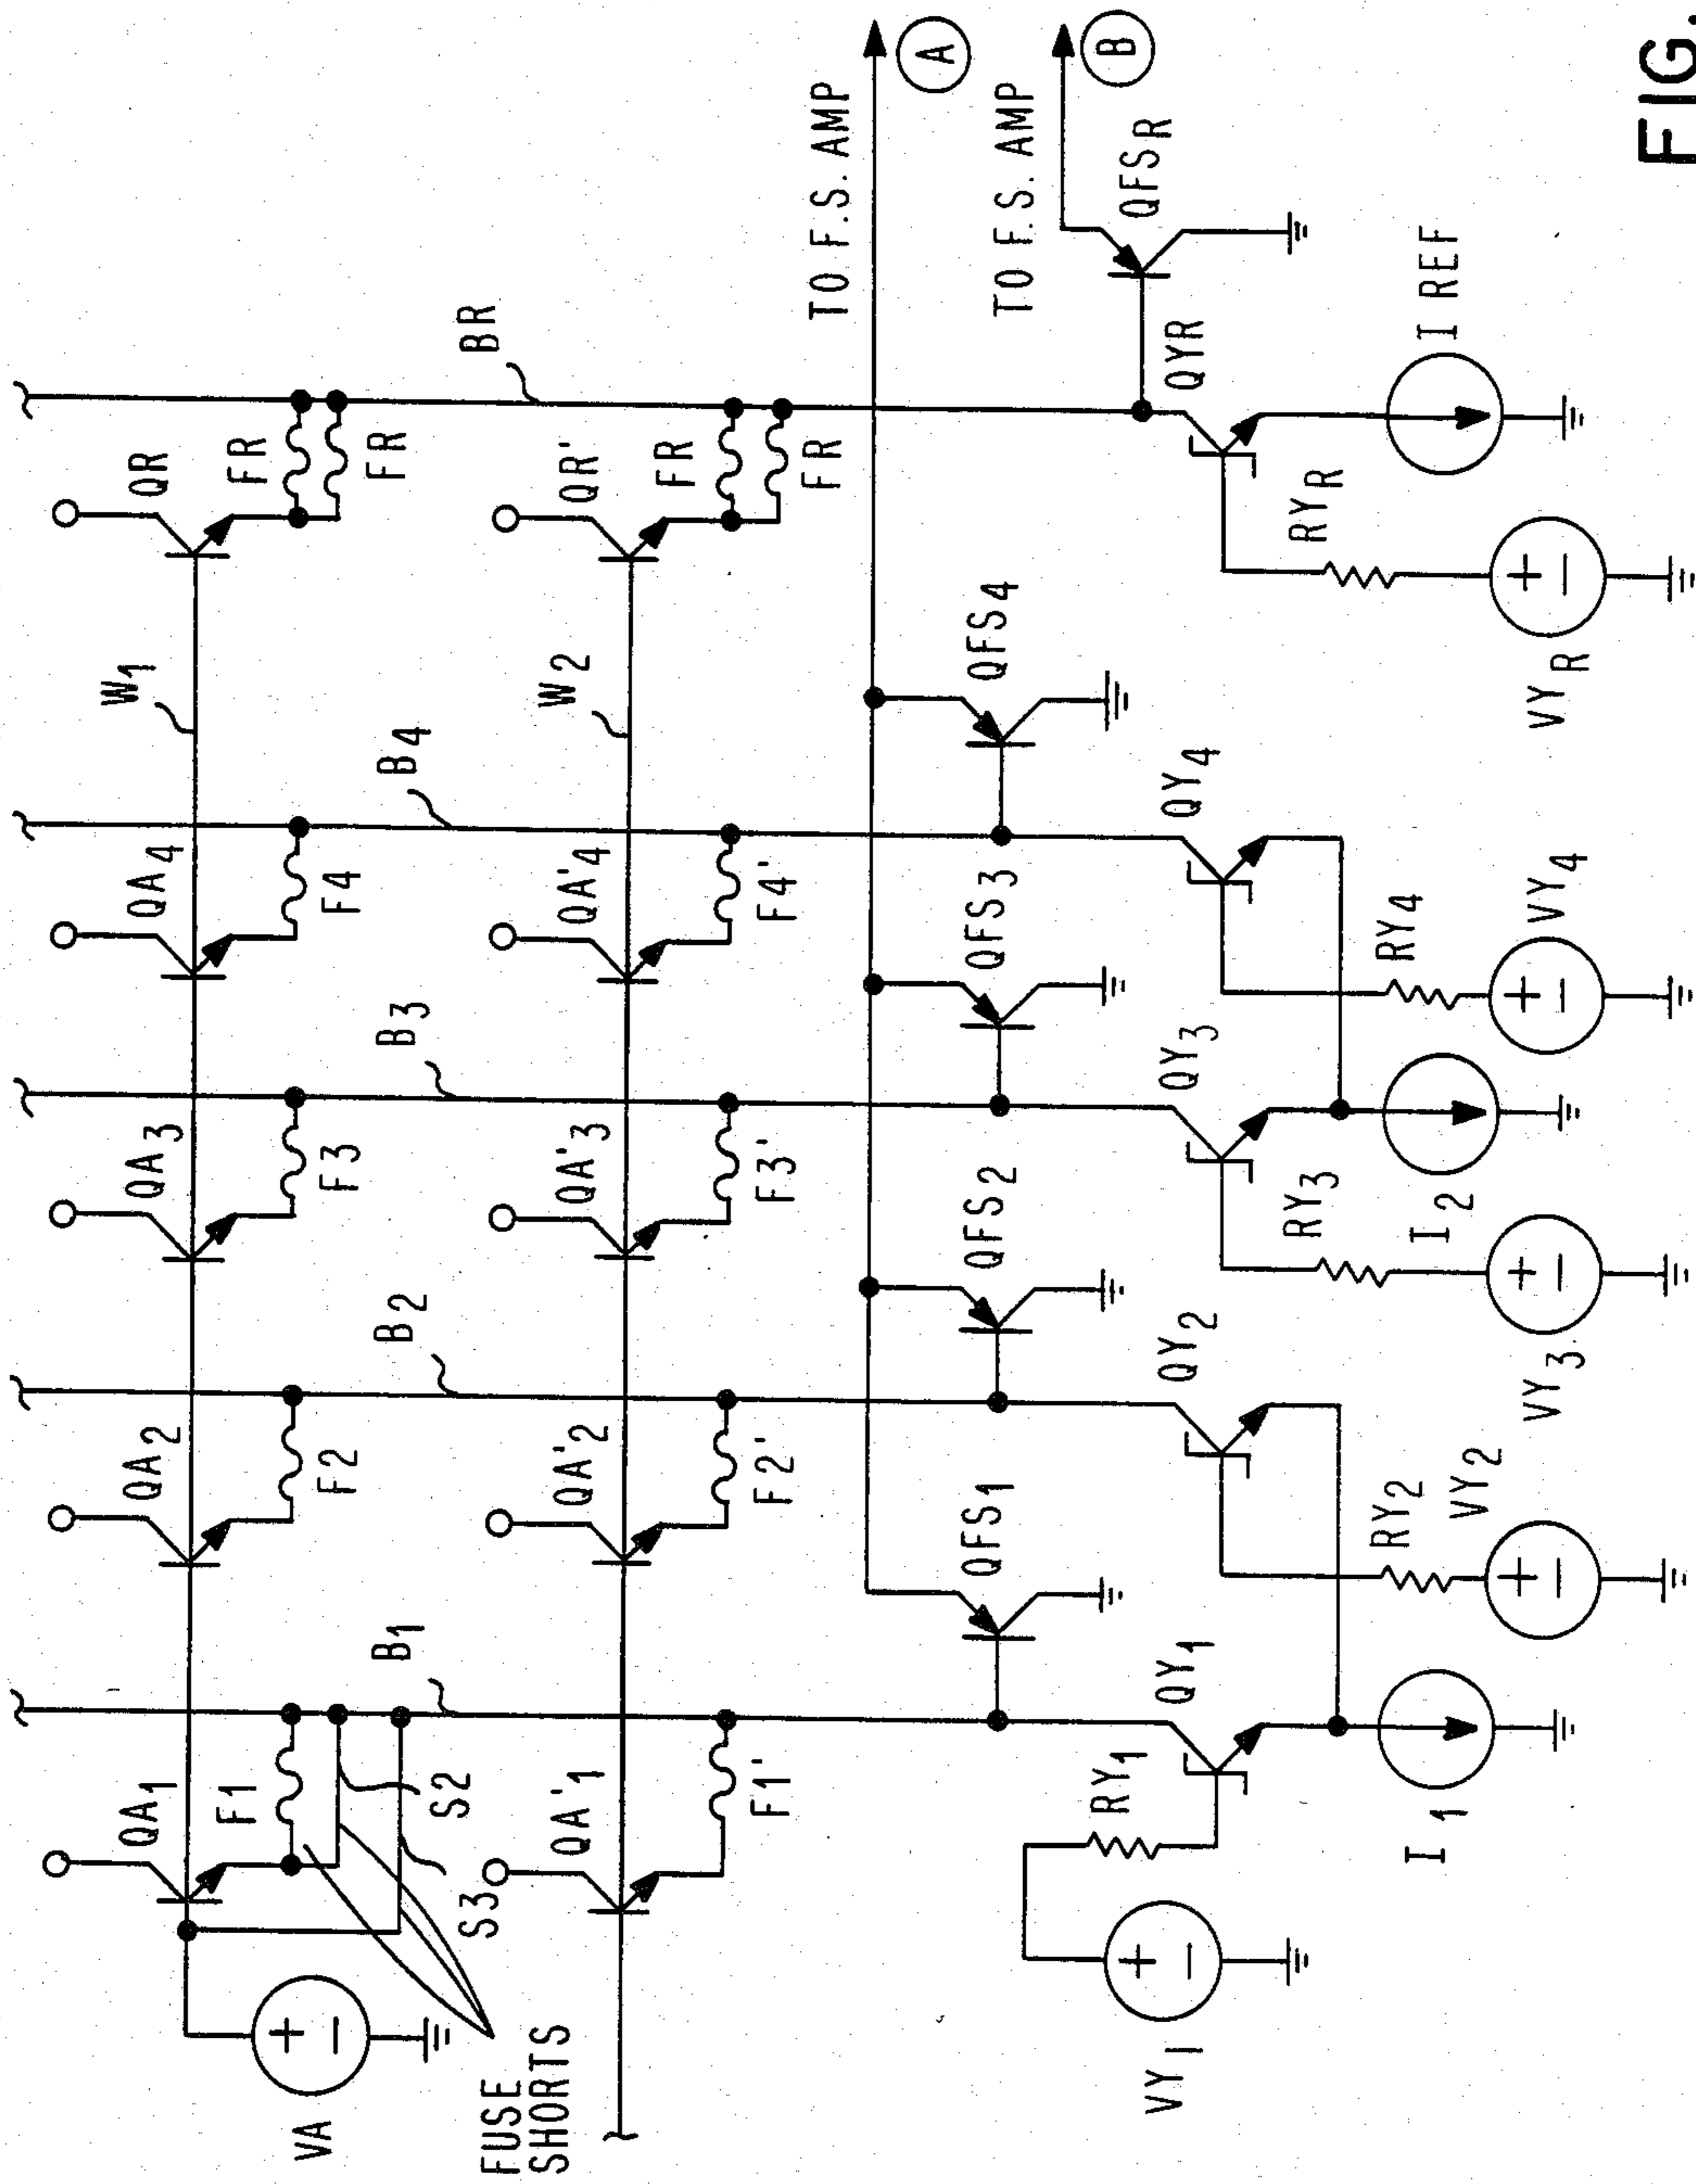 QA1
QA2
QA3
QA4
QR
W1
F1
F2
F3
F4
FR
FR
VA
+
−
S2
S3
FUSE
SHORTS
B1
B2
B3
B4
BR
QA'1
QA'2
QA'3
QA'4
QR'
W2
F1'
F2'
F3'
F4'
FR
FR
TO F.S. AMP
A
TO F.S. AMP
B
QFS1
QFS2
QFS3
QFS4
QFSR
QY1
QY2
QY3
QY4
QYR
RY1
RY2
RY3
RY4
RYR
VY1
+
−
VY2
+
−
VY3
+
−
VY4
+
−
VYR
+
−
I1
I2
I REF
FIG.